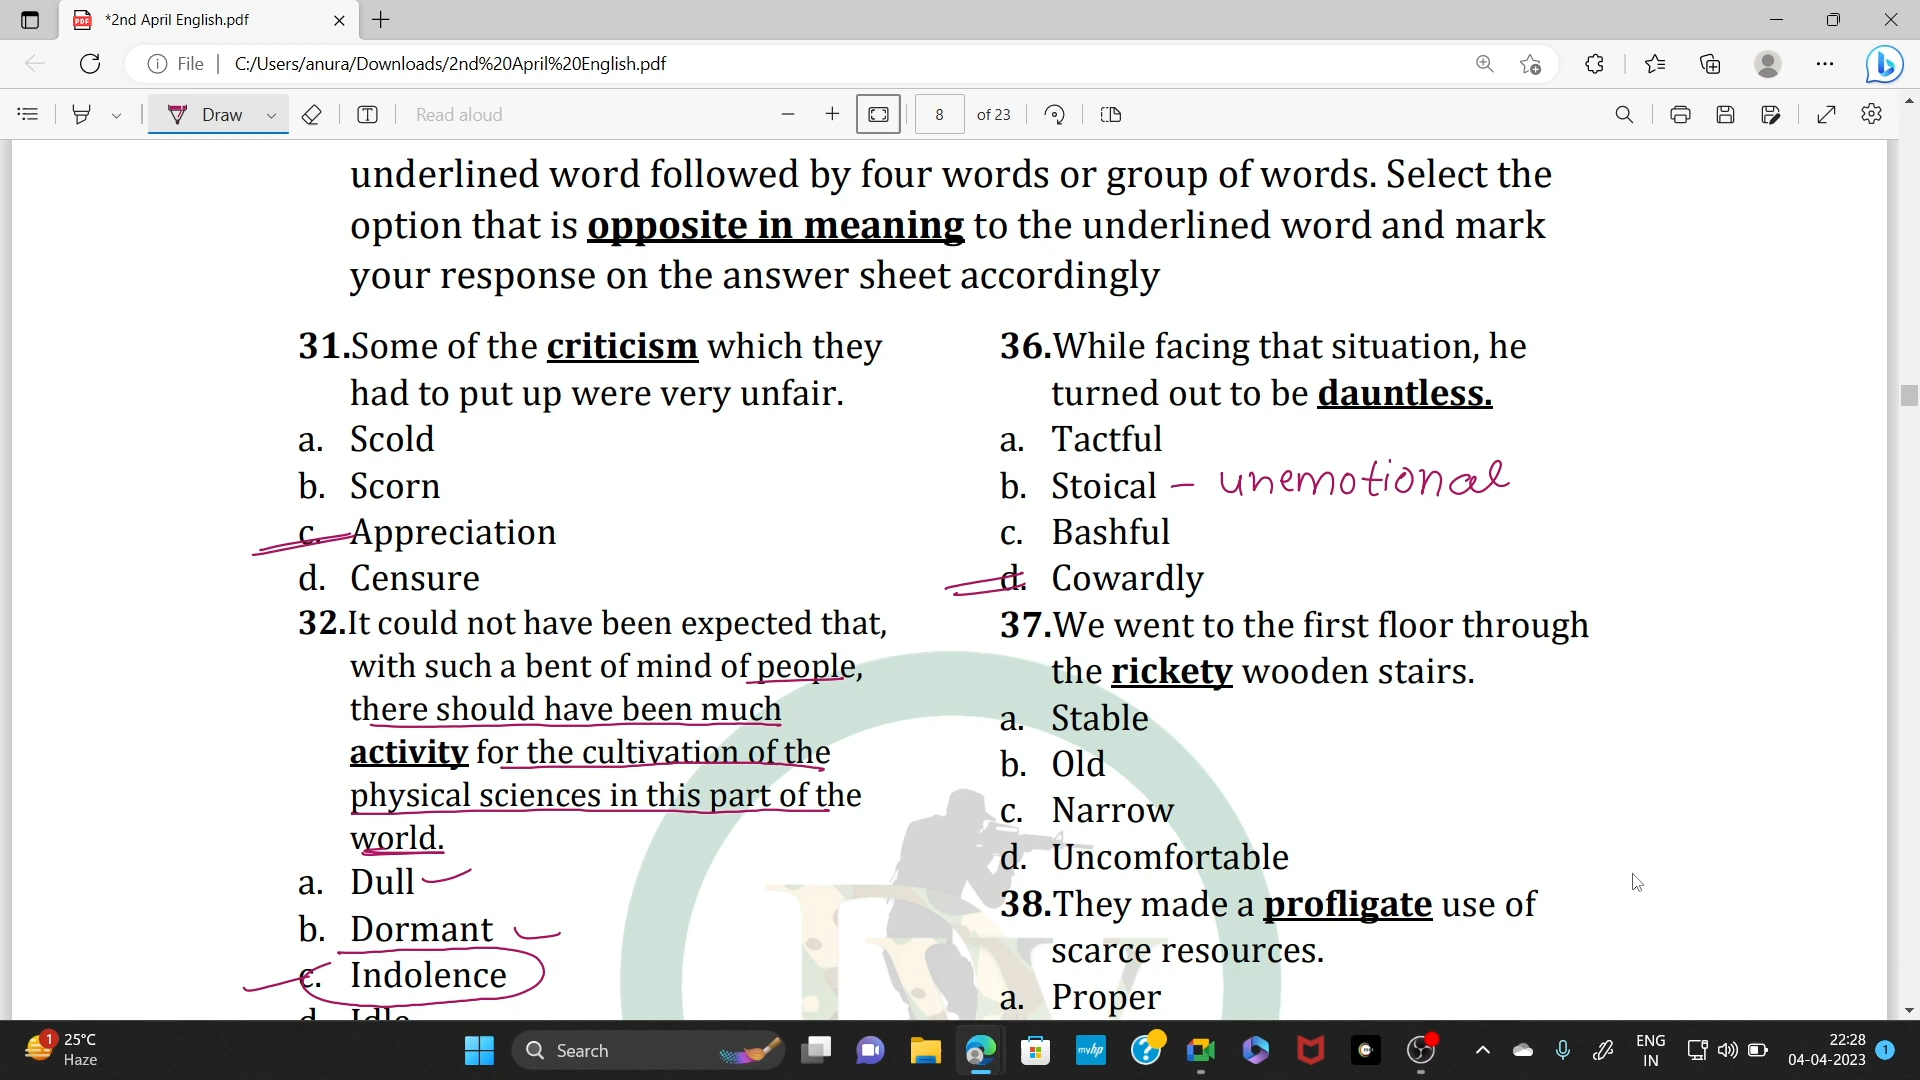 *2nd April English.pdf
File
C:/Users/anura/Downloads/2nd%20April%20English.pdf
Draw
Read aloud
8
of 23
underlined word followed by four words or group of words. Select the
option that is opposite in meaning to the underlined word and mark
your response on the answer sheet accordingly
31.Some of the criticism which they
had to put up were very unfair.
a. Scold
b. Scorn
c. Appreciation
d. Censure
32.It could not have been expected that,
with such a bent of mind of people,
there should have been much
activity for the cultivation of the
physical sciences in this part of the
world.
a. Dull
b. Dormant
c. Indolence
d. Idle
36.While facing that situation, he
turned out to be dauntless.
a. Tactful
b. Stoical - unemotional
c. Bashful
d. Cowardly
37.We went to the first floor through
the rickety wooden stairs.
a. Stable
b. Old
c. Narrow
d. Uncomfortable
38.They made a profligate use of
scarce resources.
a. Proper
1
25°C
Haze
Search
myhp
ENG
IN
22:28
04-04-2023
1